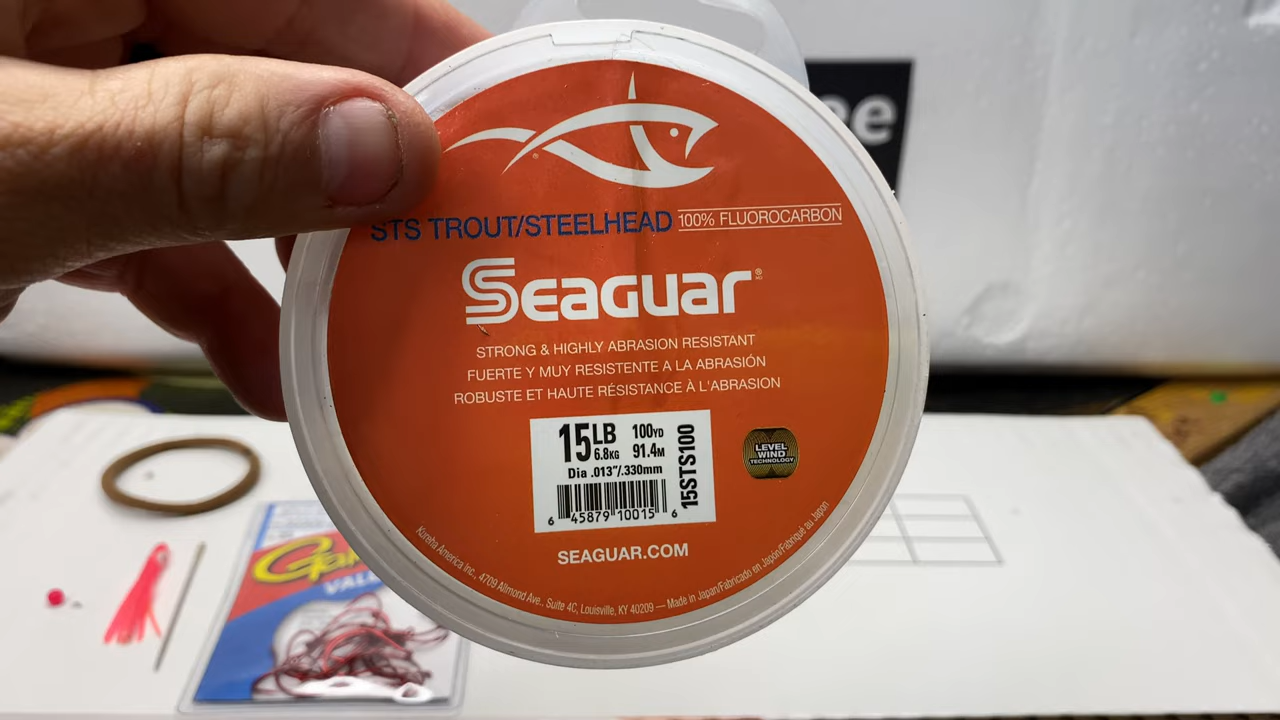 ee
STS TROUT/STEELHEAD 100% FLUOROCARBON
SEAGUAR®
STRONG & HIGHLY ABRASION RESISTANT
FUERTE Y MUY RESISTENTE A LA ABRASIÓN
ROBUSTE ET HAUTE RÉSISTANCE À L'ABRASION
15LB 100YD
6.8KG 91.4M
Dia .013"/.330mm
6 45879 10015 6
15STS100
LEVEL
WIND
TECHNOLOGY
SEAGUAR.COM
Kureha America Inc., 4709 Allmond Ave., Suite 4C, Louisville, KY 40209 — Made in Japan/Fabricado en Japón/Fabriqué au Japon
Gam
VALU